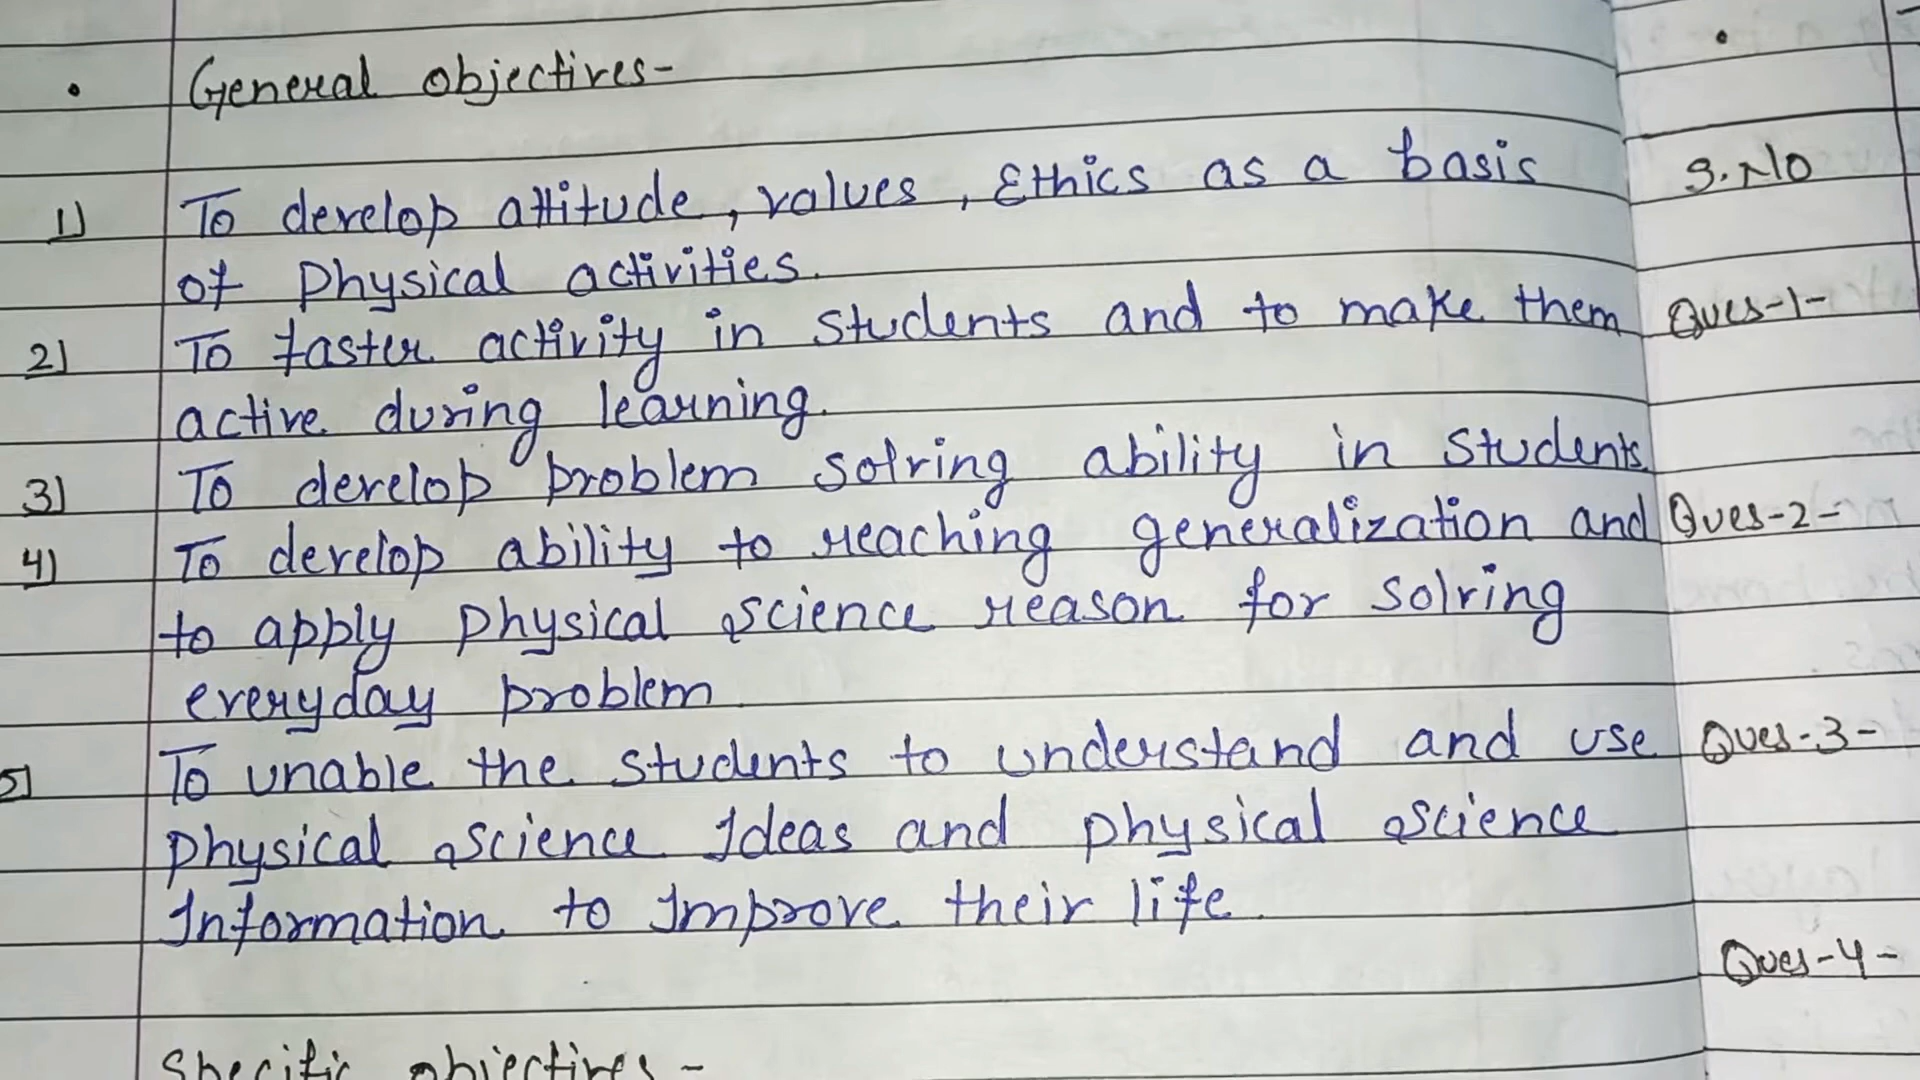 General objectives-
1) To develop attitude, values, Ethics as a basis
of Physical activities.
2) To faster activity in students and to make them
active during learning.
3) To develop problem solving ability in students
4) To develop ability to reaching generalization and
to apply Physical science reason for solving
everyday problem
5) To unable the students to understand and use
physical science Ideas and physical science
Information to Improve their life.
Specific objectives-
S.No
Ques-1-
Ques-2-
Ques-3-
Ques-4-